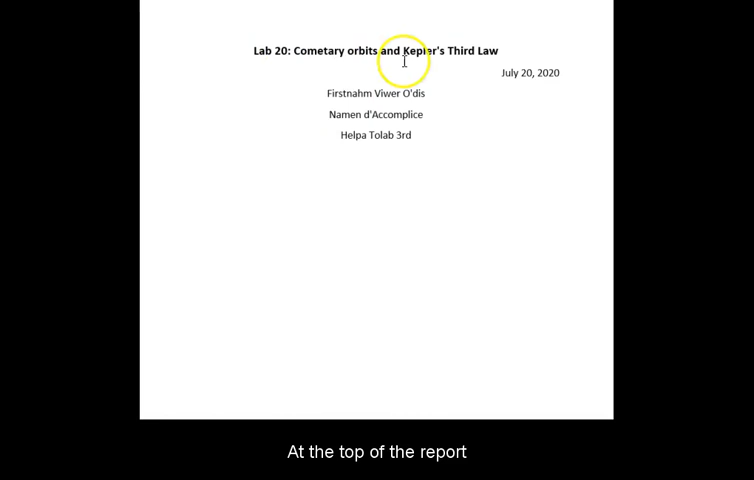 Lab 20: Cometary orbits and Kepler's Third Law
July 20, 2020
Firstnahm Viwer O'dis
Namen d'Accomplice
Helpa Tolab 3rd
At the top of the report